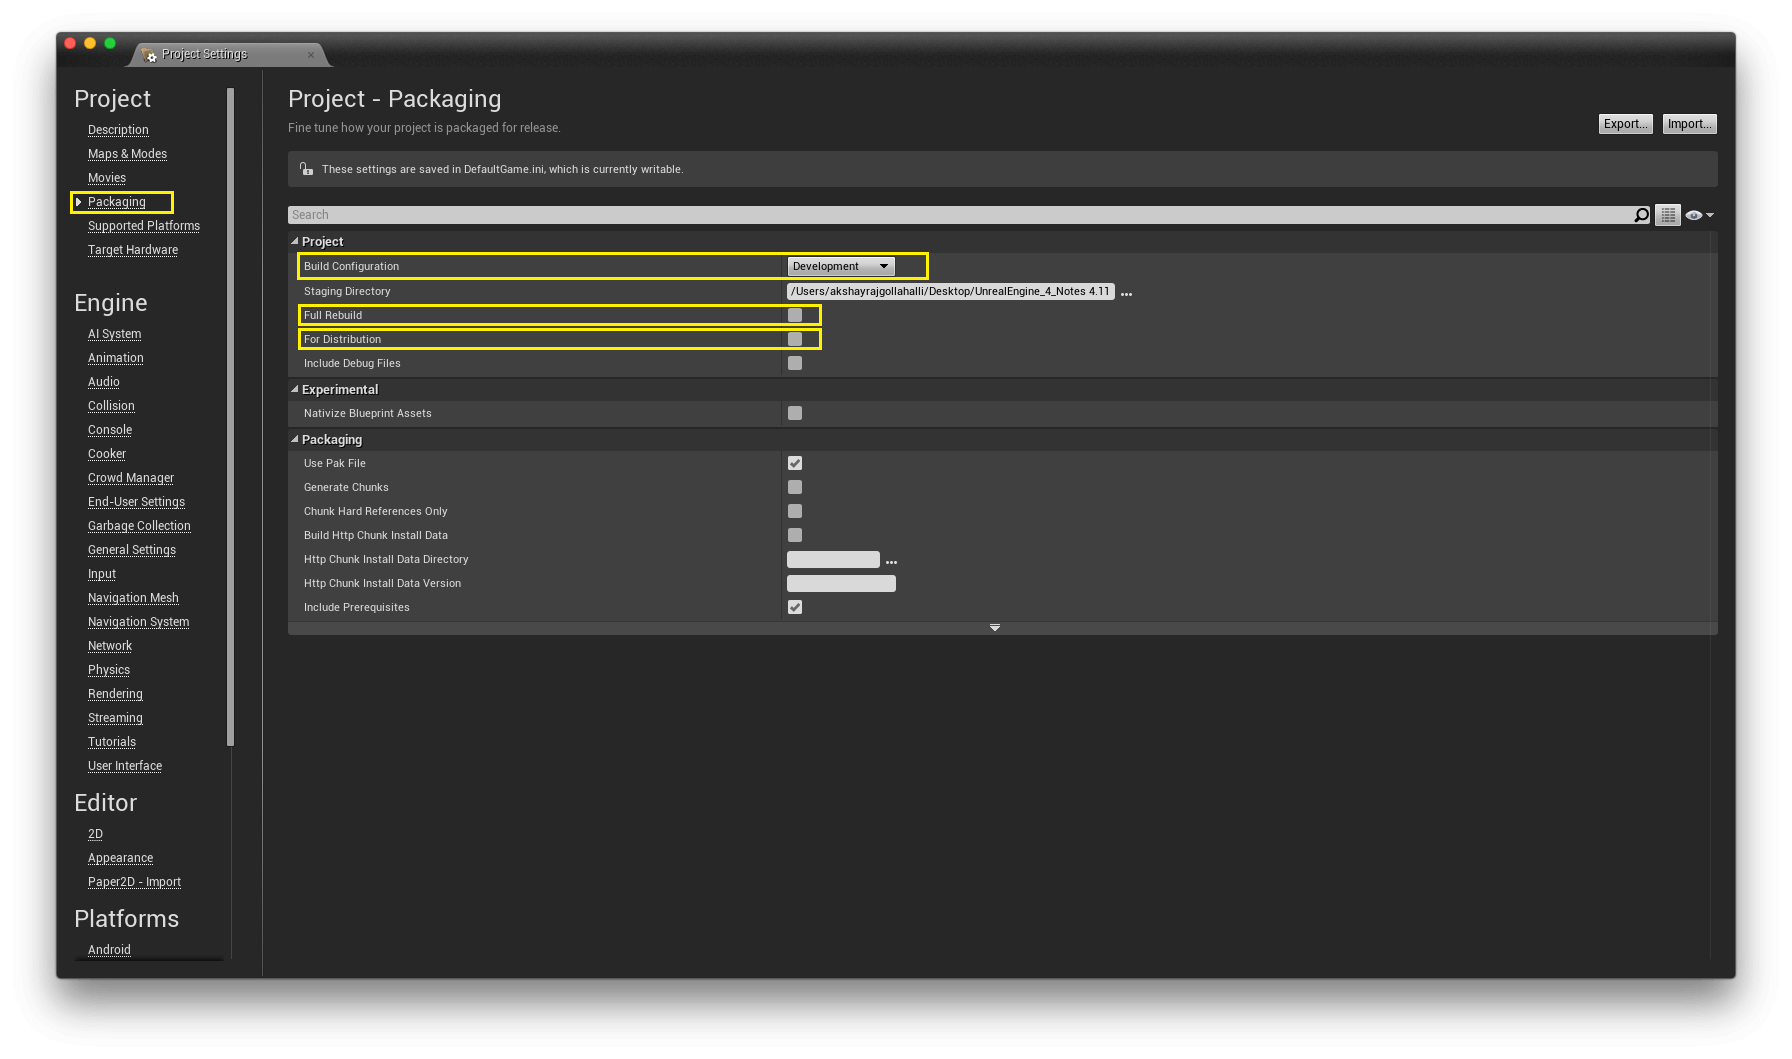 Project Settings
Project
Description
Maps & Modes
Movies
Packaging
Supported Platforms
Target Hardware
Engine
AI System
Animation
Audio
Collision
Console
Cooker
Crowd Manager
End-User Settings
Garbage Collection
General Settings
Input
Navigation Mesh
Navigation System
Network
Physics
Rendering
Streaming
Tutorials
User Interface
Editor
2D
Appearance
Paper2D - Import
Platforms
Android
Project - Packaging
Fine tune how your project is packaged for release.
Export... Import...
These settings are saved in DefaultGame.ini, which is currently writable.
Search
Project
Build Configuration Development
Staging Directory /Users/akshayrajgollahalli/Desktop/UnrealEngine_4_Notes 4.11 ...
Full Rebuild
For Distribution
Include Debug Files
Experimental
Nativize Blueprint Assets
Packaging
Use Pak File
Generate Chunks
Chunk Hard References Only
Build Http Chunk Install Data
Http Chunk Install Data Directory ...
Http Chunk Install Data Version
Include Prerequisites